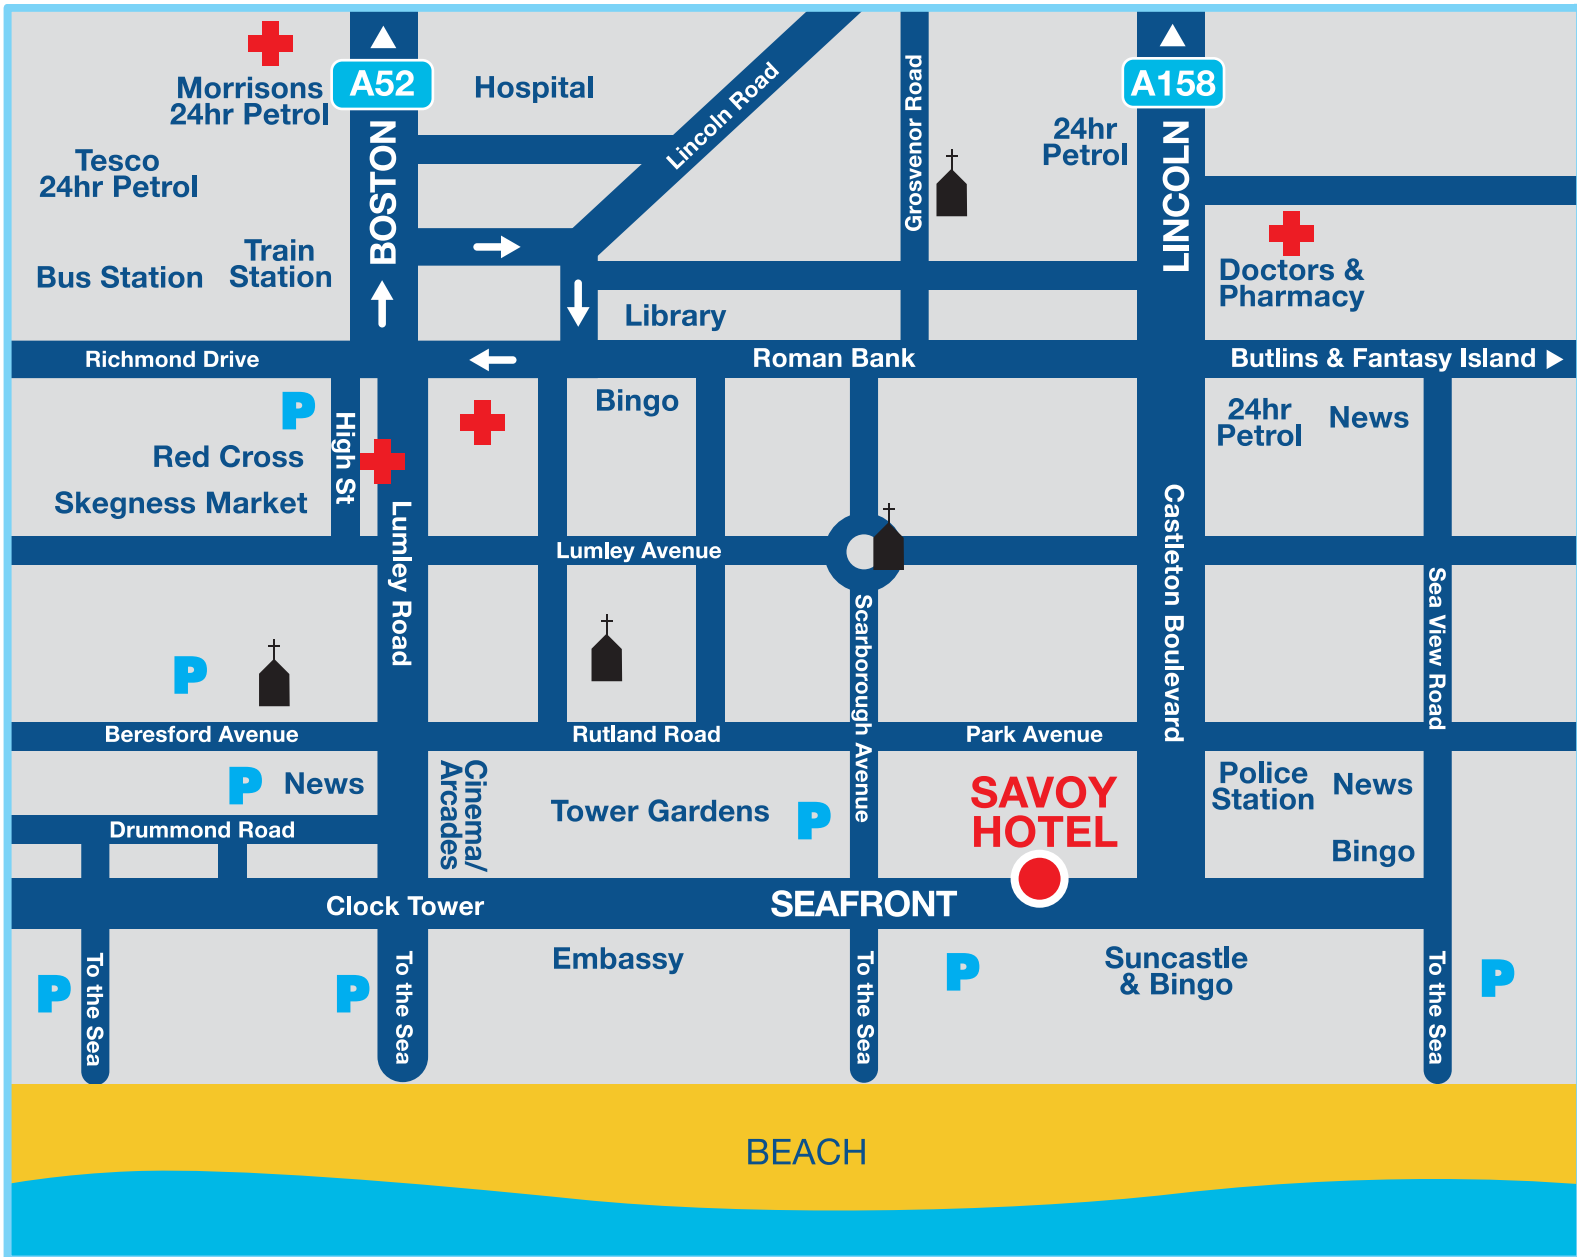 A52
BOSTON
Hospital
Morrisons
24hr Petrol
Tesco
24hr Petrol
Bus Station
Train
Station
Lincoln Road
Grosvenor Road
24hr
Petrol
A158
LINCOLN
Doctors &
Pharmacy
Library
Richmond Drive
Roman Bank
Butlins & Fantasy Island
P
High St
Red Cross
Skegness Market
Bingo
24hr
Petrol
News
Lumley Road
Lumley Avenue
Scarborough Avenue
Castleton Boulevard
Sea View Road
P
Beresford Avenue
Rutland Road
Park Avenue
P
News
Drummond Road
Cinema/
Arcades
Tower Gardens
P
SAVOY
HOTEL
Police
Station
News
Bingo
Clock Tower
SEAFRONT
P
To the Sea
P
To the Sea
Embassy
To the Sea
P
Suncastle
& Bingo
To the Sea
P
BEACH